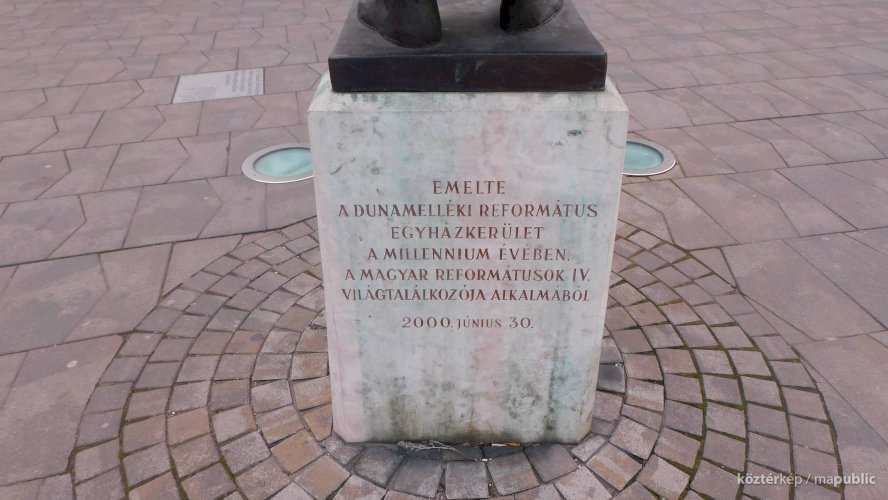 EMELTE
A DUNAMELLÉKI REFORMÁTUS
EGYHÁZKERÜLET
A MILLENNIUM ÉVÉBEN.
A MAGYAR REFORMÁTUSOK IV.
VILÁGTALÁLKOZÓJA ALKALMÁBÓL
2000. JÚNIUS 30.
köztérkép / mapublic